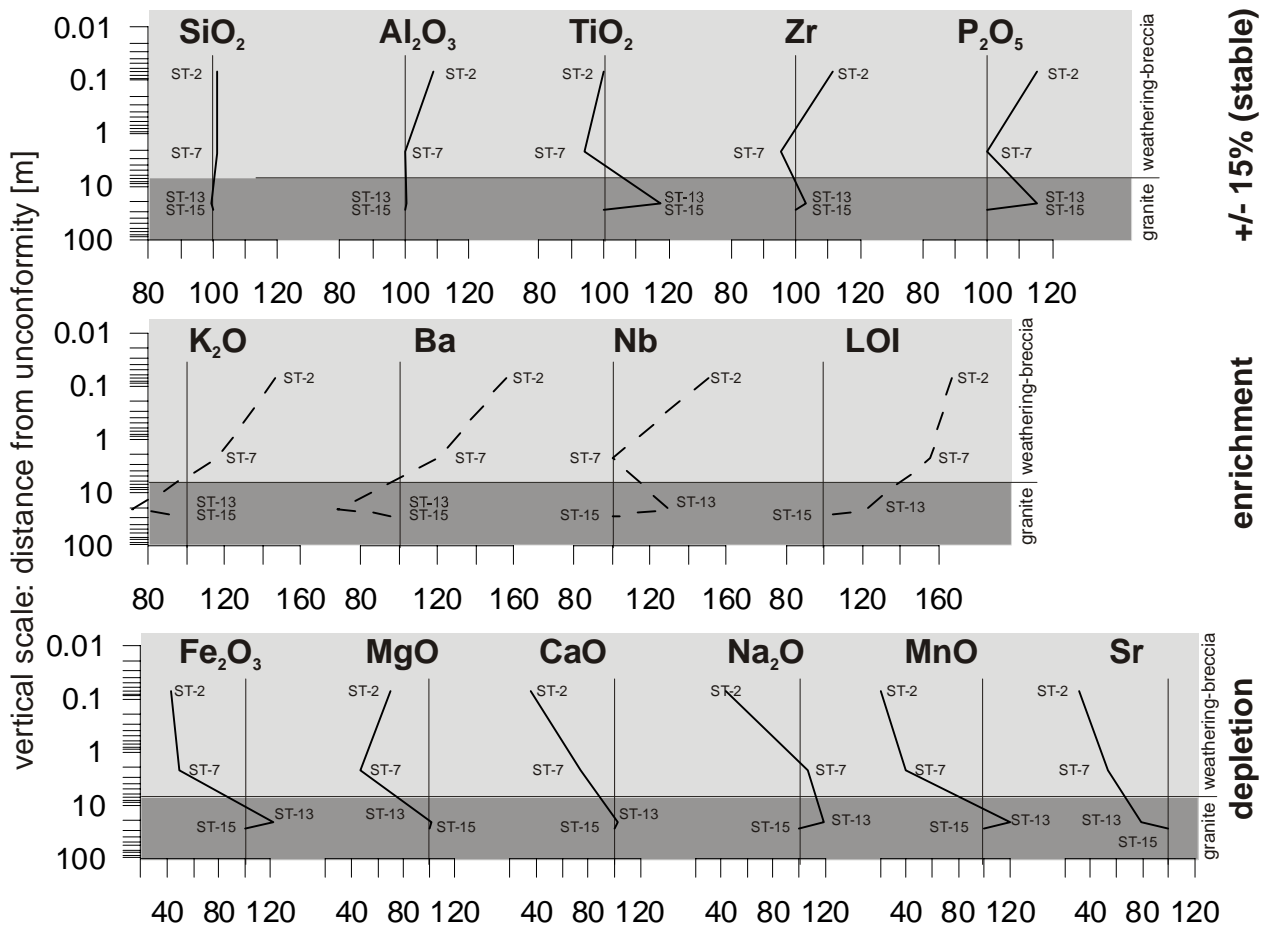 vertical scale: distance from unconformity [m]
SiO2 Al2O3 TiO2 Zr P2O5
0.01
0.1
1
10
100
ST-2 ST-2 ST-2 ST-2 ST-2
ST-7 ST-7 ST-7 ST-7 ST-7
ST-13 ST-13 ST-13 ST-13 ST-13
ST-15 ST-15 ST-15 ST-15 ST-15
80 100 120 80 100 120 80 100 120 80 100 120 80 100 120
granite weathering-breccia
+/- 15% (stable)
K2O Ba Nb LOI
0.01
0.1
1
10
100
ST-2 ST-2 ST-2 ST-2
ST-7 ST-7 ST-7 ST-7
ST-13 ST-13 ST-13 ST-13
ST-15 ST-15 ST-15 ST-15
80 120 160 80 120 160 80 120 160 80 120 160
granite weathering-breccia
enrichment
Fe2O3 MgO CaO Na2O MnO Sr
0.01
0.1
1
10
100
ST-2 ST-2 ST-2 ST-2 ST-2 ST-2
ST-7 ST-7 ST-7 ST-7 ST-7 ST-7
ST-13 ST-13 ST-13 ST-13 ST-13 ST-13
ST-15 ST-15 ST-15 ST-15 ST-15 ST-15
40 80 120 40 80 120 40 80 120 40 80 120 40 80 120 40 80 120
granite weathering-breccia
depletion